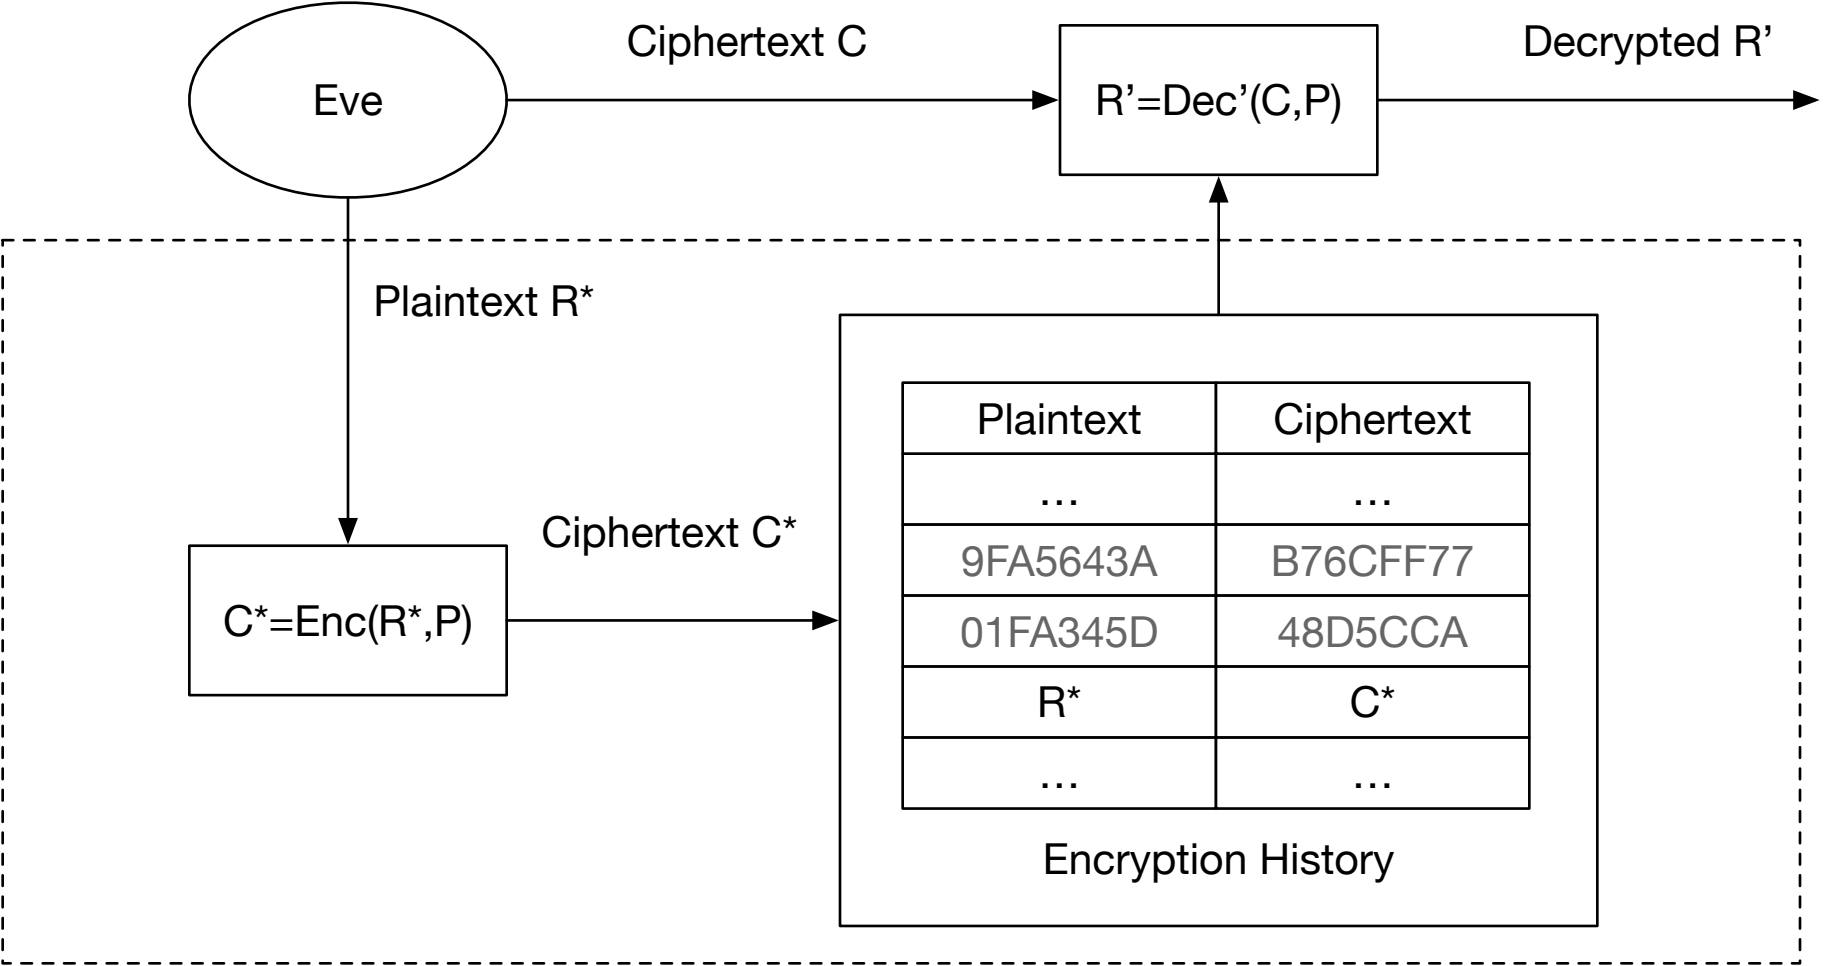 Ciphertext C
Decrypted R’
Eve
R’=Dec’(C,P)
Plaintext R*
Plaintext Ciphertext
... ...
Ciphertext C*
9FA5643A B76CFF77
C*=Enc(R*,P)
01FA345D 48D5CCA
R* C*
... ...
Encryption History